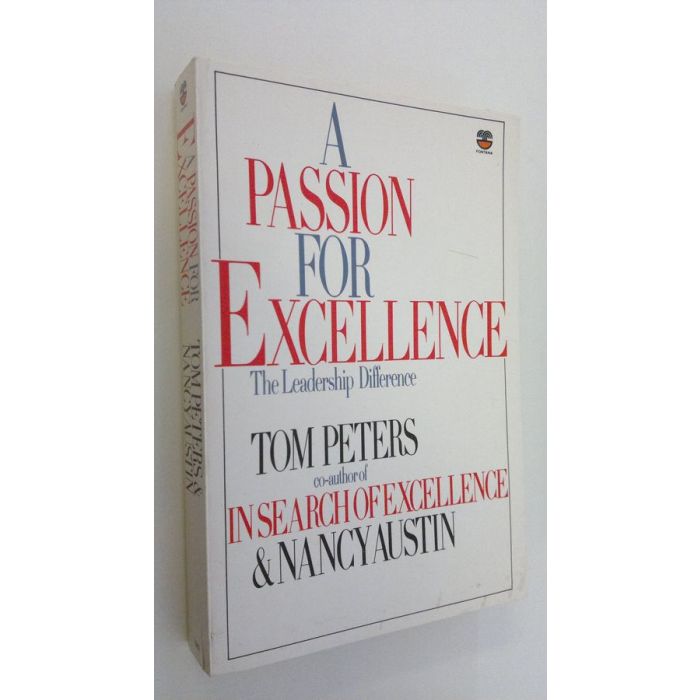 FONTANA
A
PASSION
FOR
EXCELLENCE
The Leadership Difference
TOM PETERS
co-author of
IN SEARCH OF EXCELLENCE
& NANCY AUSTIN
A PASSION FOR
EXCELLENCE
TOM PETERS &
NANCY AUSTIN